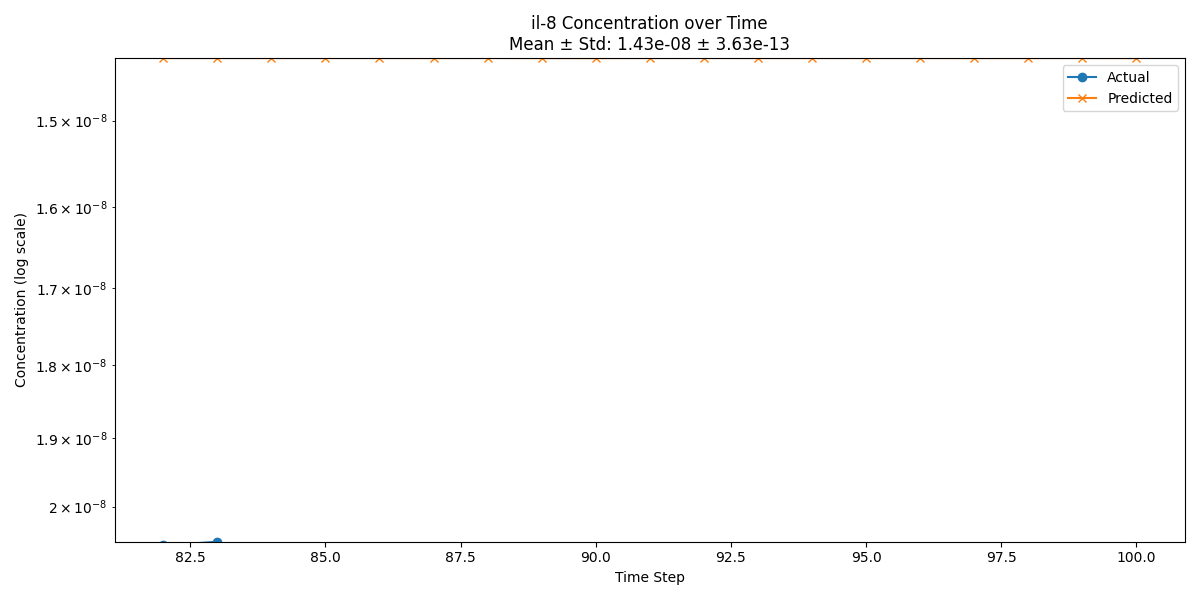 il-8 Concentration over Time
Mean ± Std: 1.43e-08 ± 3.63e-13
Actual
Predicted
Concentration (log scale)
1.5 × 10⁻⁸
1.6 × 10⁻⁸
1.7 × 10⁻⁸
1.8 × 10⁻⁸
1.9 × 10⁻⁸
2 × 10⁻⁸
82.5 85.0 87.5 90.0 92.5 95.0 97.5 100.0
Time Step